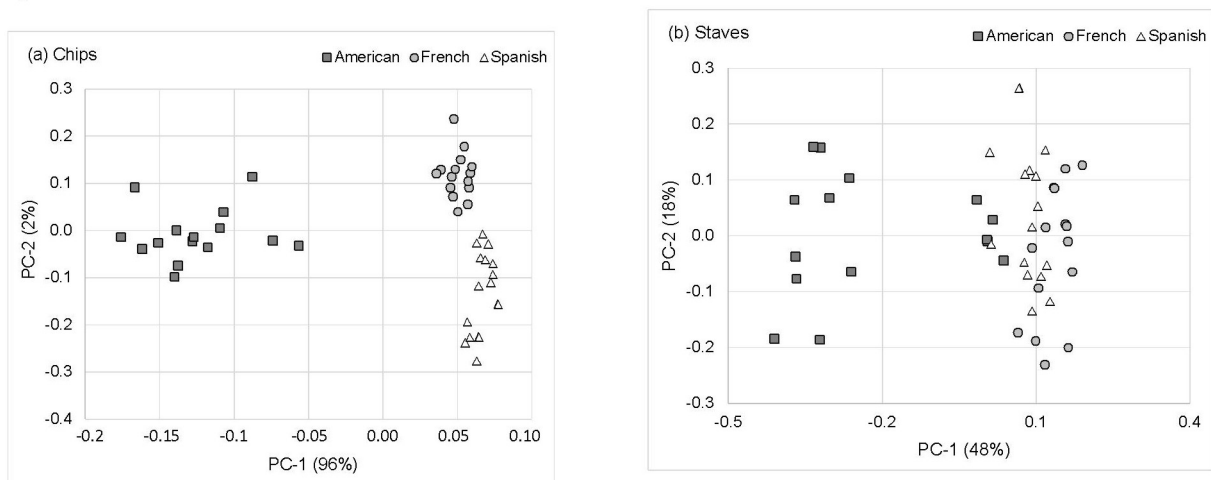 (a) Chips
American French Spanish
PC-2 (2%)
0.3
0.2
0.1
0.0
-0.1
-0.2
-0.3
-0.4
-0.2 -0.15 -0.1 -0.05 0.00 0.05 0.10
PC-1 (96%)
(b) Staves
American French Spanish
PC-2 (18%)
0.3
0.2
0.1
0.0
-0.1
-0.2
-0.3
-0.5 -0.2 0.1 0.4
PC-1 (48%)